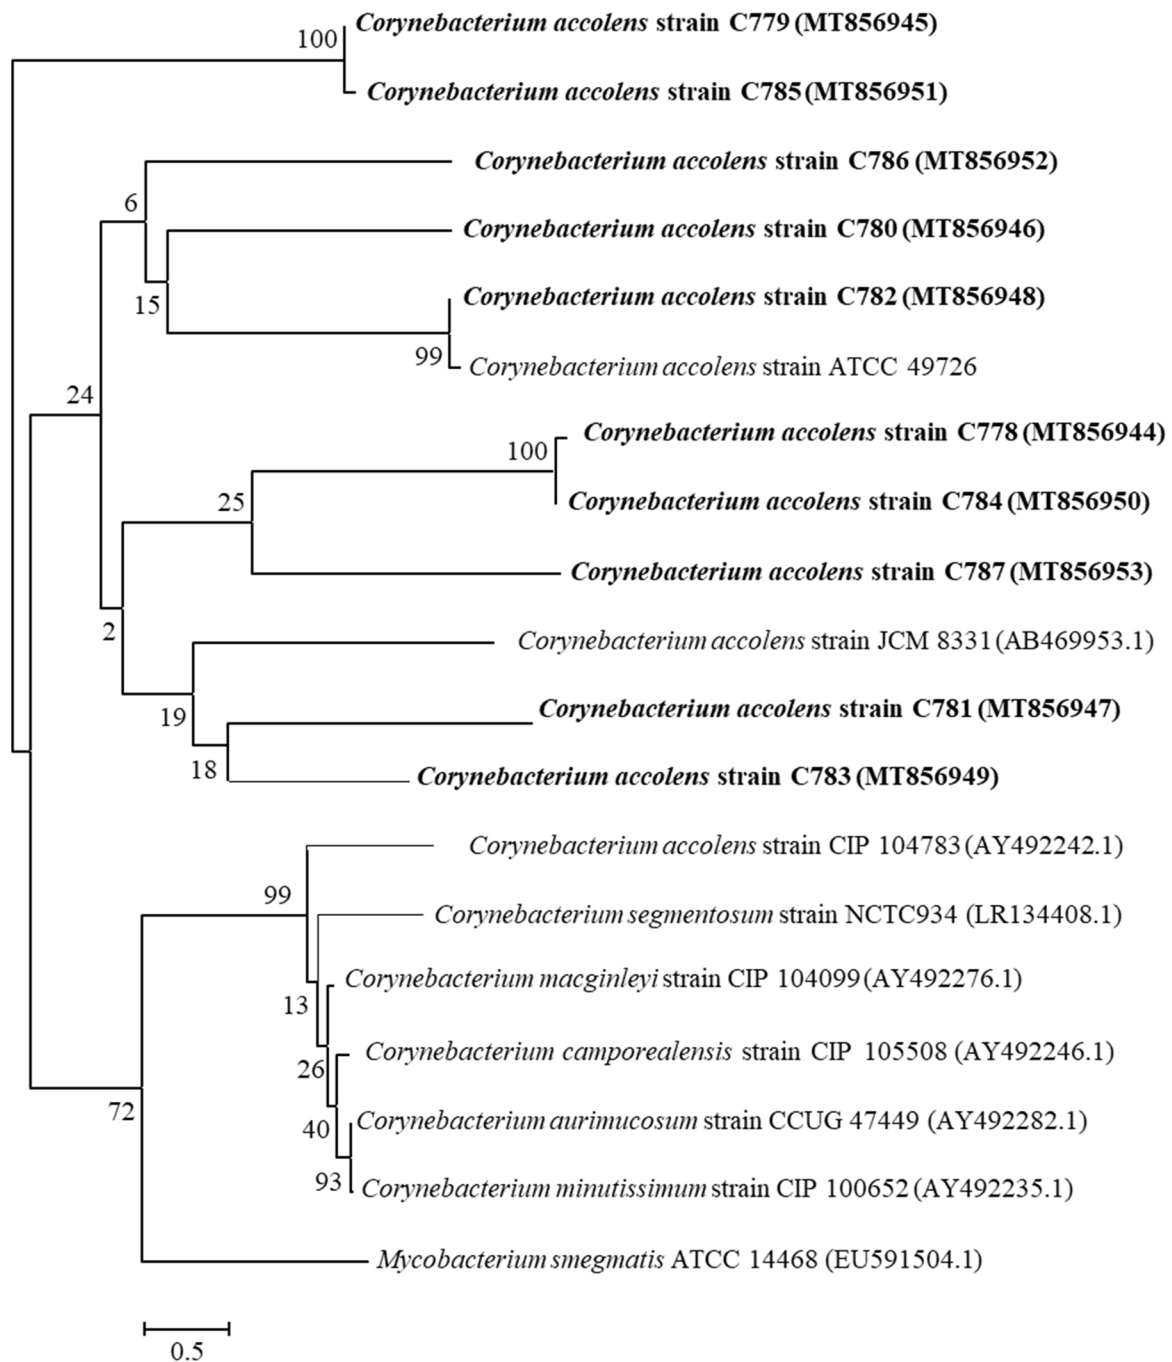 Corynebacterium accolens strain C779 (MT856945)
100
Corynebacterium accolens strain C785 (MT856951)
Corynebacterium accolens strain C786 (MT856952)
6
Corynebacterium accolens strain C780 (MT856946)
15
Corynebacterium accolens strain C782 (MT856948)
99
Corynebacterium accolens strain ATCC 49726
24
Corynebacterium accolens strain C778 (MT856944)
100
25
Corynebacterium accolens strain C784 (MT856950)
Corynebacterium accolens strain C787 (MT856953)
2
Corynebacterium accolens strain JCM 8331 (AB469953.1)
19
Corynebacterium accolens strain C781 (MT856947)
18
Corynebacterium accolens strain C783 (MT856949)
Corynebacterium accolens strain CIP 104783 (AY492242.1)
99
Corynebacterium segmentosum strain NCTC934 (LR134408.1)
Corynebacterium macginleyi strain CIP 104099 (AY492276.1)
13
Corynebacterium camporealensis strain CIP 105508 (AY492246.1)
26
72
Corynebacterium aurimucosum strain CCUG 47449 (AY492282.1)
40
93
Corynebacterium minutissimum strain CIP 100652 (AY492235.1)
Mycobacterium smegmatis ATCC 14468 (EU591504.1)
0.5